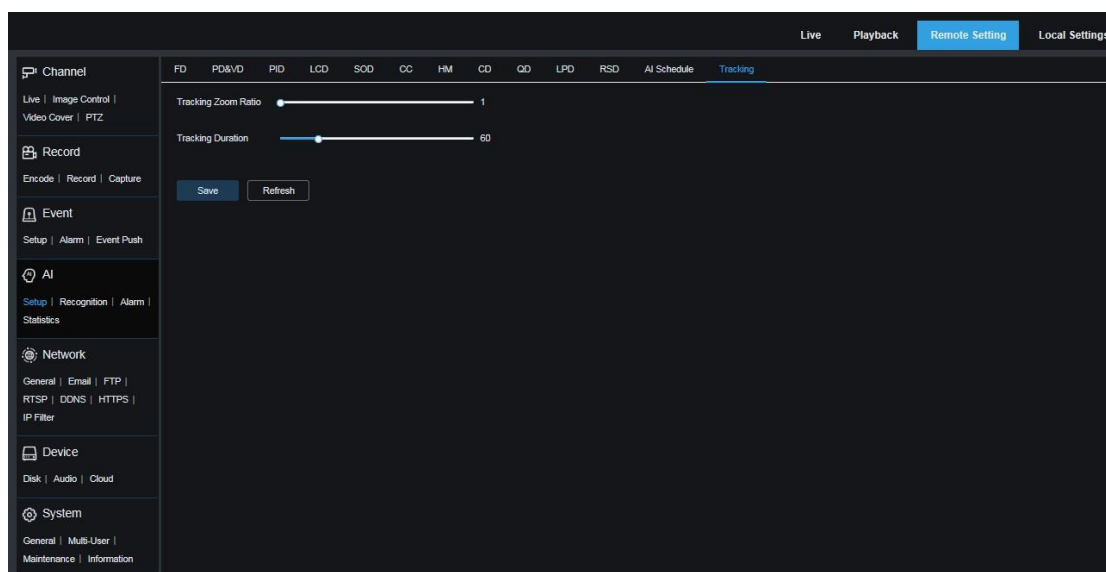 Live Playback Remote Setting Local Settings
Channel
Live | Image Control |
Video Cover | PTZ
Record
Encode | Record | Capture
Event
Setup | Alarm | Event Push
AI
Setup | Recognition | Alarm |
Statistics
Network
General | Email | FTP |
RTSP | DDNS | HTTPS |
IP Filter
Device
Disk | Audio | Cloud
System
General | Multi-User |
Maintenance | Information
FD PD&VD PID LCD SOD CC HM CD QD LPD RSD AI Schedule Tracking
Tracking Zoom Ratio 1
Tracking Duration 60
Save Refresh